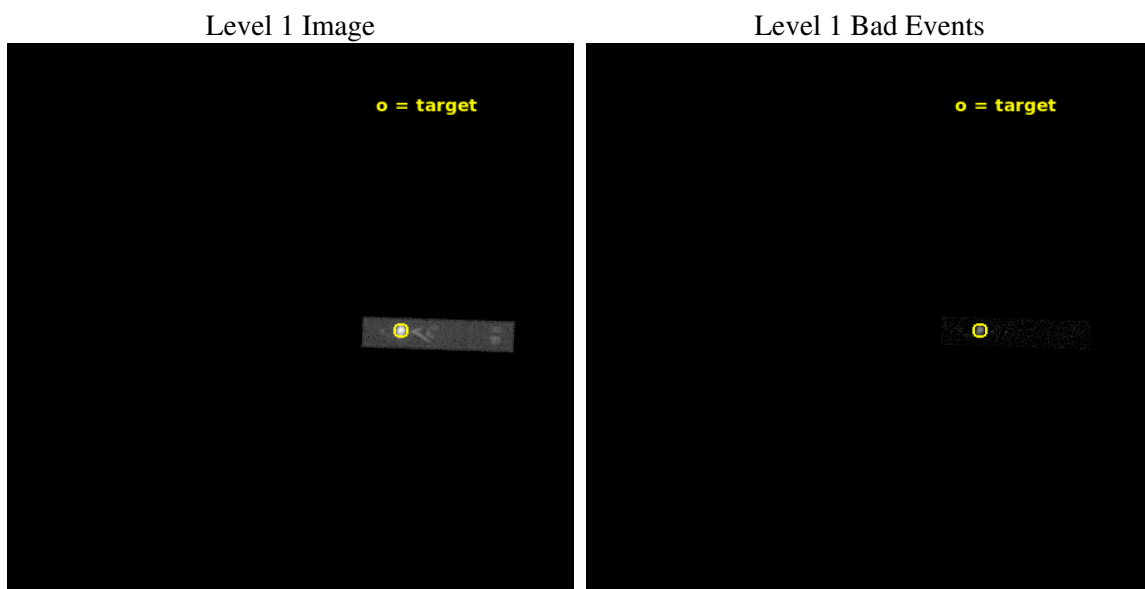 Level 1 Image
Level 1 Bad Events
o = target
o = target